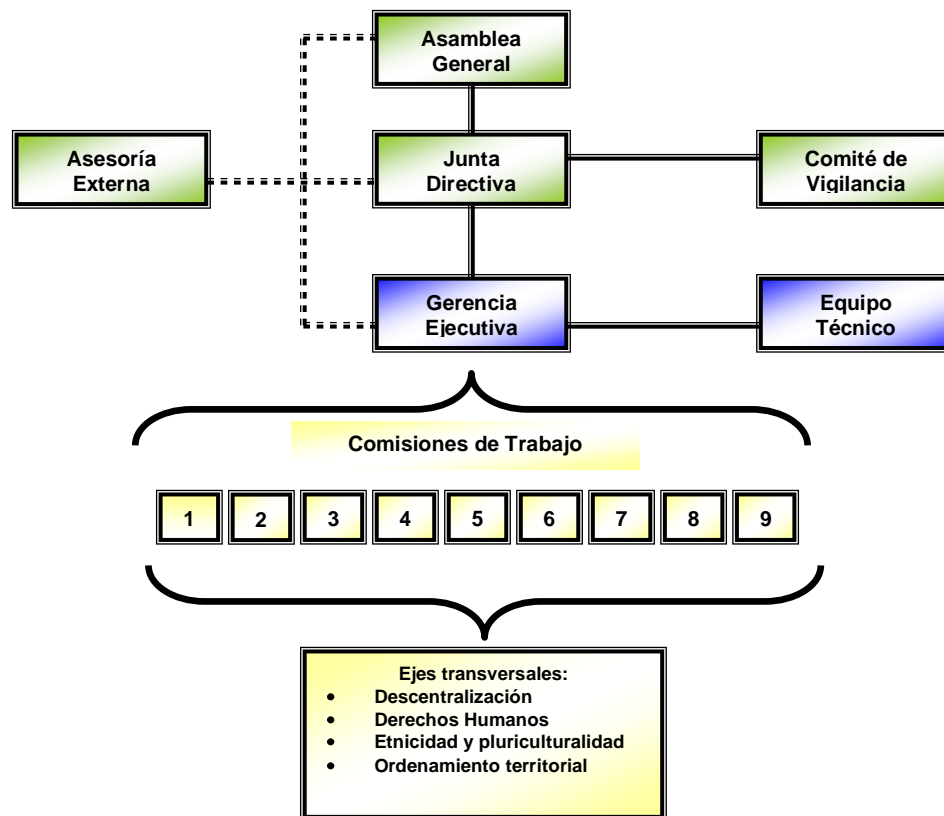 Asamblea
General
Asesoría
Externa
Junta
Directiva
Comité de
Vigilancia
Gerencia
Ejecutiva
Equipo
Técnico
Comisiones de Trabajo
1 2 3 4 5 6 7 8 9
Ejes transversales:
• Descentralización
• Derechos Humanos
• Etnicidad y pluriculturalidad
• Ordenamiento territorial